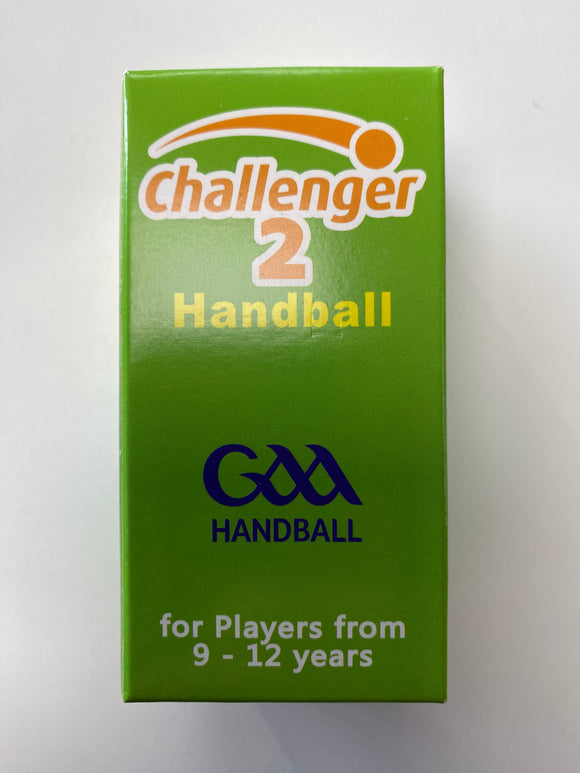 Challenger
2
Handball
GAA
HANDBALL
for Players from
9 - 12 years